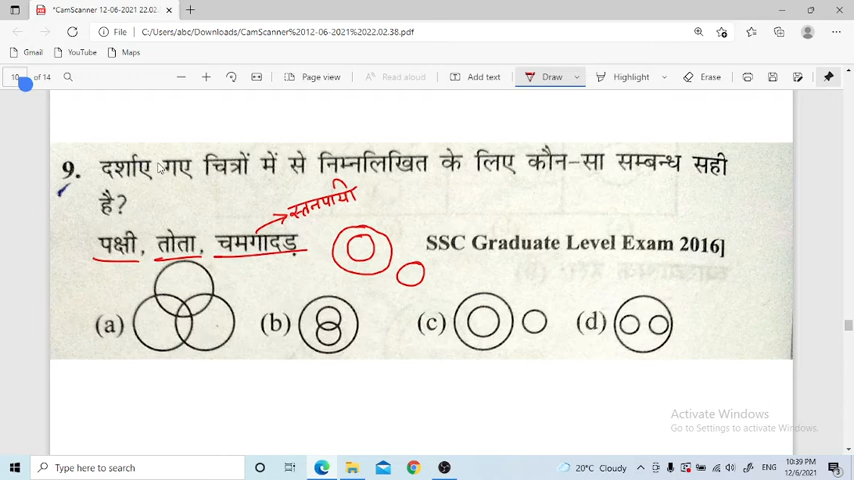 *CamScanner 12-06-2021 22.02
File
C:/Users/abc/Downloads/CamScanner%2012-06-2021%2022.02.38.pdf
Gmail YouTube Maps
10 of 14 Page view Read aloud Add text Draw Highlight Erase
9. दर्शाए गए चित्रों में से निम्नलिखित के लिए कौन-सा सम्बन्ध सही
है?
स्तनपायी
पक्षी, तोता, चमगादड़ SSC Graduate Level Exam 2016]
(a) (b) (c) (d)
Activate Windows
Go to Settings to activate Windows.
Type here to search 20°C Cloudy ENG 10:39 PM
12/6/2021 3